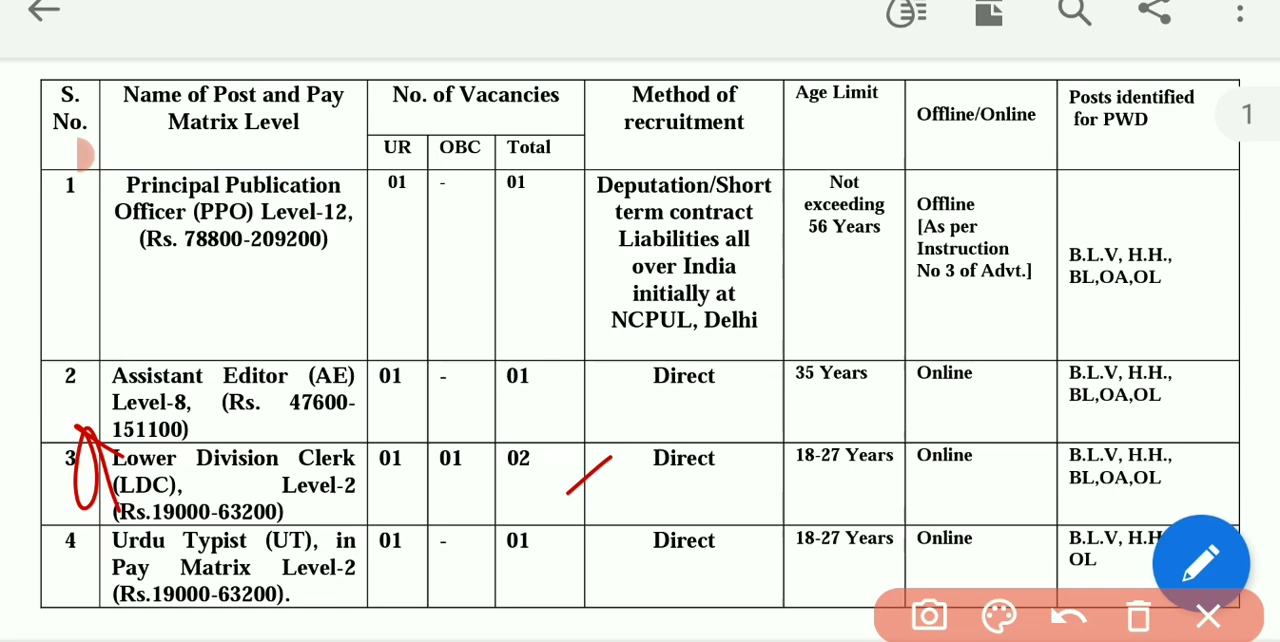 S. No.
Name of Post and Pay Matrix Level
No. of Vacancies
Method of recruitment
Age Limit
Offline/Online
Posts identified for PWD
1
UR
OBC
Total
1
Principal Publication
Officer (PPO) Level-12,
(Rs. 78800-209200)
01
-
01
Deputation/Short
term contract
Liabilities all
over India
initially at
NCPUL, Delhi
Not
exceeding
56 Years
Offline
[As per
Instruction
No 3 of Advt.]
B.L.V, H.H.,
BL,OA,OL
2
Assistant Editor (AE)
Level-8, (Rs. 47600-
151100)
01
-
01
Direct
35 Years
Online
B.L.V, H.H.,
BL,OA,OL
3
Lower Division Clerk
(LDC), Level-2
(Rs.19000-63200)
01
01
02
Direct
18-27 Years
Online
B.L.V, H.H.,
BL,OA,OL
4
Urdu Typist (UT), in
Pay Matrix Level-2
(Rs.19000-63200).
01
-
01
Direct
18-27 Years
Online
B.L.V, H.H
OL